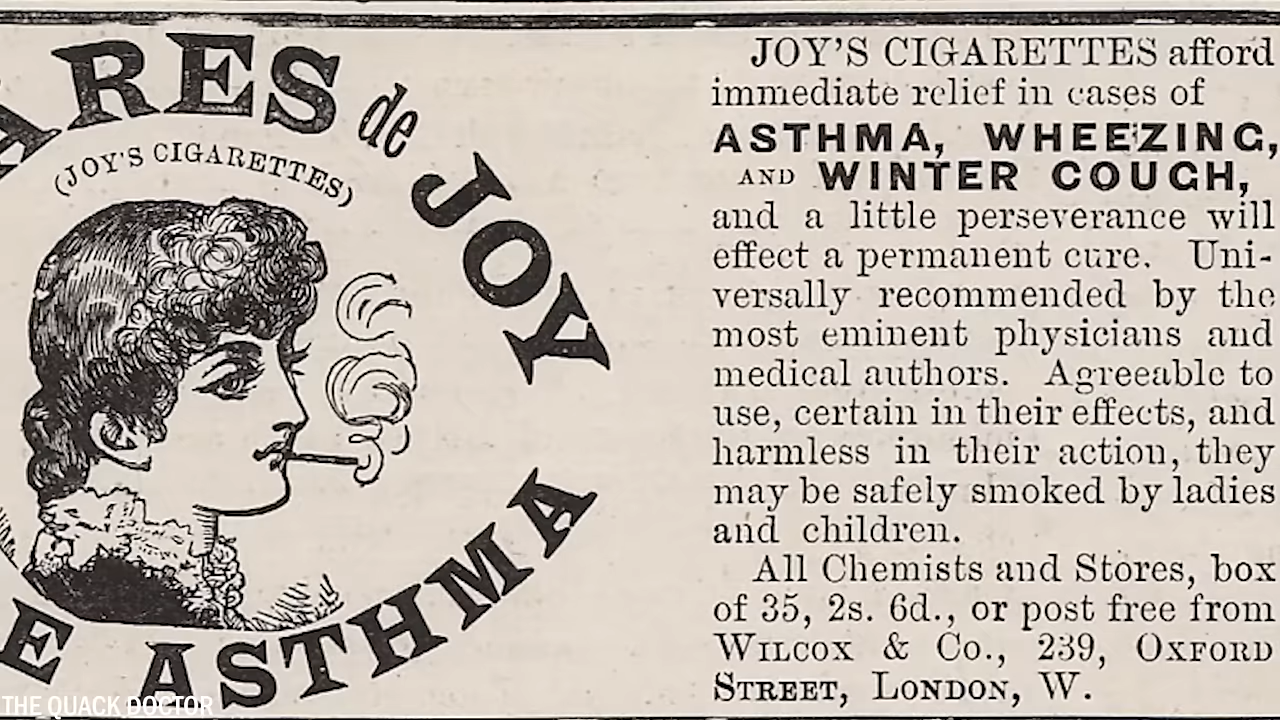 ARES de JOY
(JOY'S CIGARETTES)
E ASTHMA
JOY'S CIGARETTES afford
immediate relief in cases of
ASTHMA, WHEEZING,
AND WINTER COUGH,
and a little perseverance will
effect a permanent cure. Uni-
versally recommended by the
most eminent physicians and
medical authors. Agreeable to
use, certain in their effects, and
harmless in their action, they
may be safely smoked by ladies
and children.
All Chemists and Stores, box
of 35, 2s. 6d., or post free from
WILCOX & Co., 239, OXFORD
STREET, LONDON, W.
THE QUACK DOCTOR